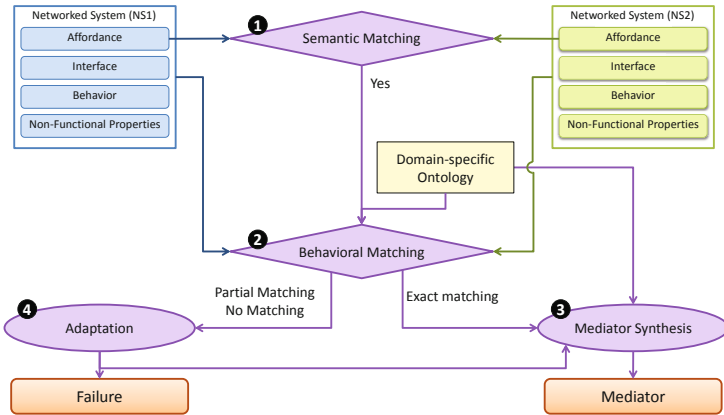 Networked System (NS1)
Affordance
Interface
Behavior
Non-Functional Properties
1
Semantic Matching
Networked System (NS2)
Affordance
Interface
Behavior
Non-Functional Properties
Yes
Domain-specific
Ontology
2
Behavioral Matching
Partial Matching
No Matching
Exact matching
4
Adaptation
3
Mediator Synthesis
Failure
Mediator